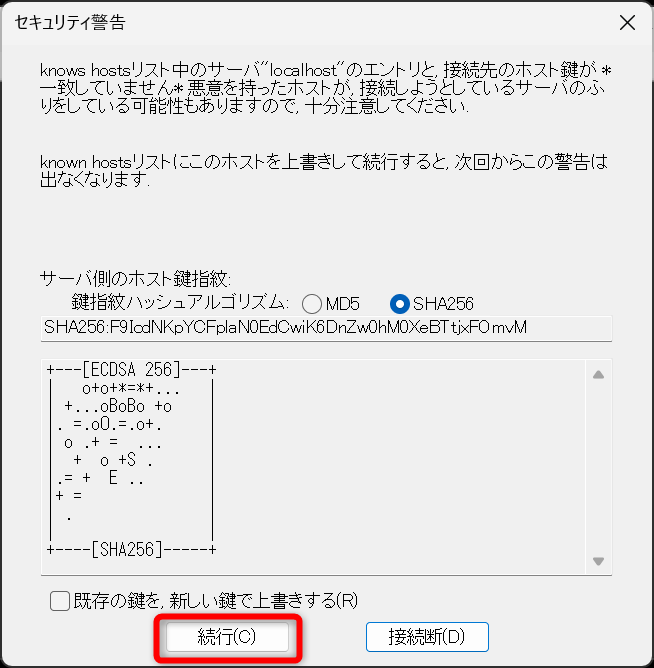 セキュリティ警告
knows hostsリスト中のサーバ"localhost"のエントリと, 接続先のホスト鍵が *
一致していません* 悪意を持ったホストが, 接続しようとしているサーバのふ
りをしている可能性もありますので, 十分注意してください.
known hostsリストにこのホストを上書きして続行すると, 次回からこの警告は
出なくなります.
サーバ側のホスト鍵指紋:
鍵指紋ハッシュアルゴリズム: MD5 SHA256
SHA256:F9IcdNKpYCFplaN0EdCwiK6DnZw0hM0XeBTtjxFOmvM
+---[ECDSA 256]---+
|   o+o+*=*+...   |
| +...oBoBo +o    |
|. =.oO.=.o+.     |
| o .+ =  ...     |
|  +  o +S .      |
|.= +  E ..       |
|+ =              |
| .               |
|                 |
+----[SHA256]-----+
既存の鍵を, 新しい鍵で上書きする(R)
続行(C) 接続断(D)